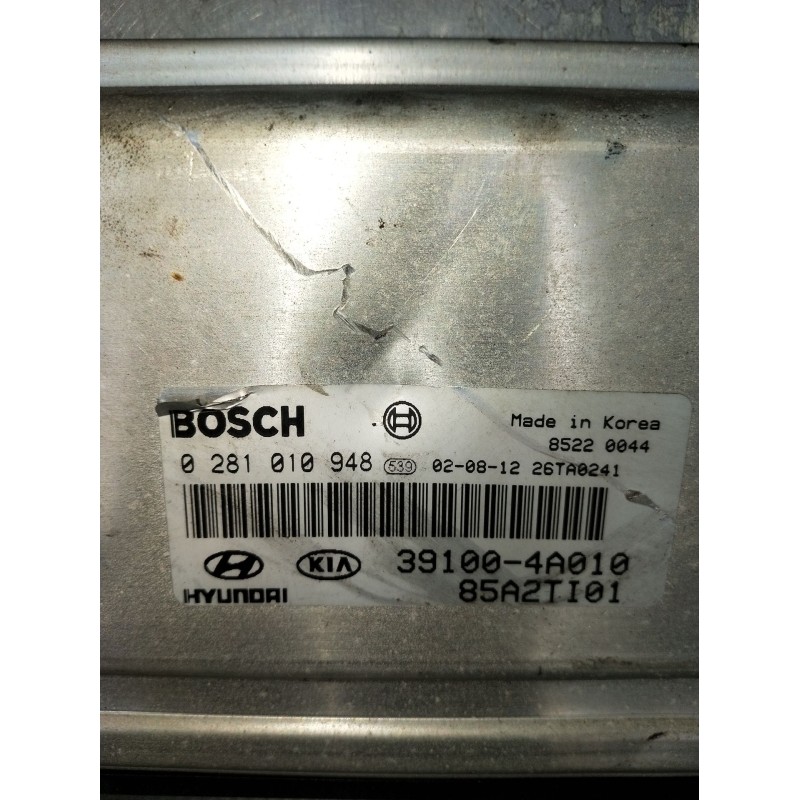 BOSCH
Made in Korea
8522 0044
0 281 010 948 539 02-08-12 26TA0241
HYUNDAI KIA 39100-4A010
85A2TI01